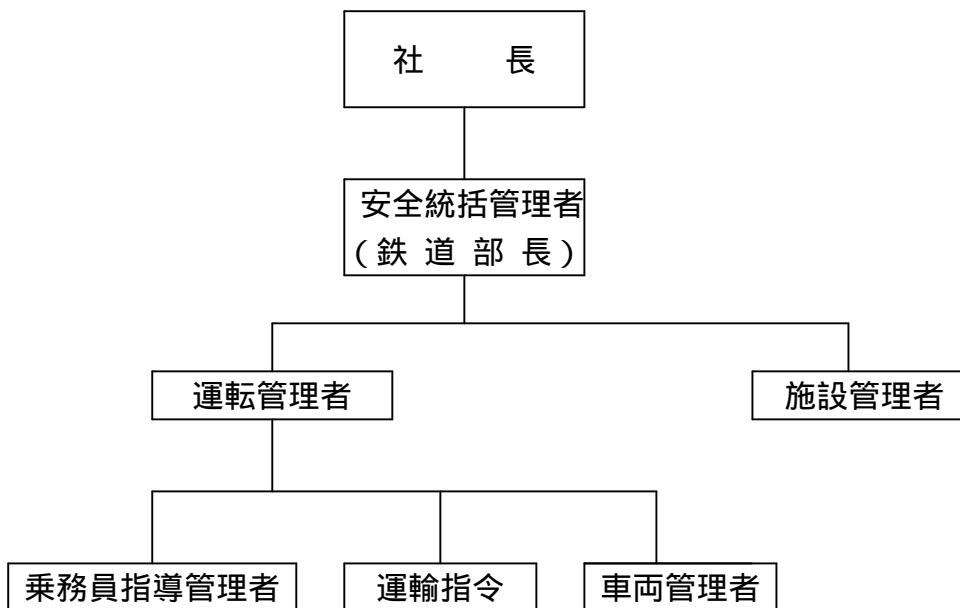 社　長
安全統括管理者
(鉄道部長)
運転管理者
施設管理者
乗務員指導管理者
運輸指令
車両管理者